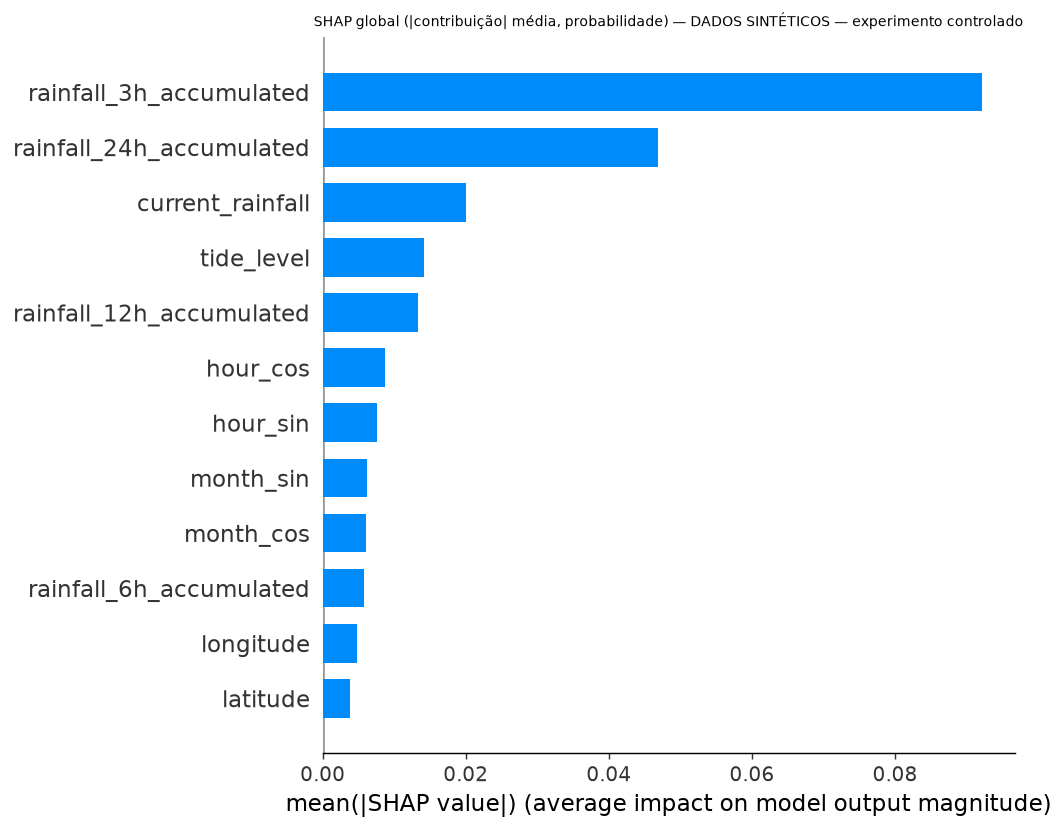 SHAP global (|contribuição| média, probabilidade) — DADOS SINTÉTICOS — experimento controlado
rainfall_3h_accumulated
rainfall_24h_accumulated
current_rainfall
tide_level
rainfall_12h_accumulated
hour_cos
hour_sin
month_sin
month_cos
rainfall_6h_accumulated
longitude
latitude
0.00 0.02 0.04 0.06 0.08
mean(|SHAP value|) (average impact on model output magnitude)